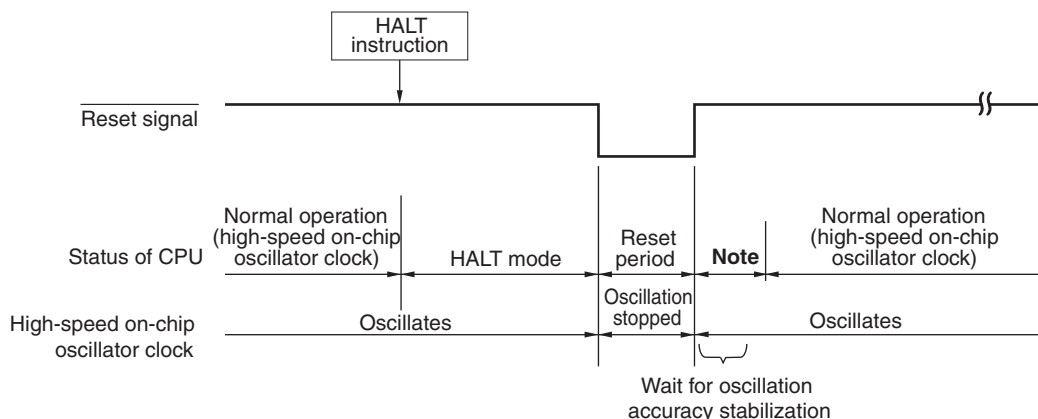 HALT
instruction
Reset signal
Normal operation
(high-speed on-chip
oscillator clock)
HALT mode
Reset
period
Note
Normal operation
(high-speed on-chip
oscillator clock)
Status of CPU
High-speed on-chip
oscillator clock
Oscillates
Oscillation
stopped
Oscillates
Wait for oscillation
accuracy stabilization